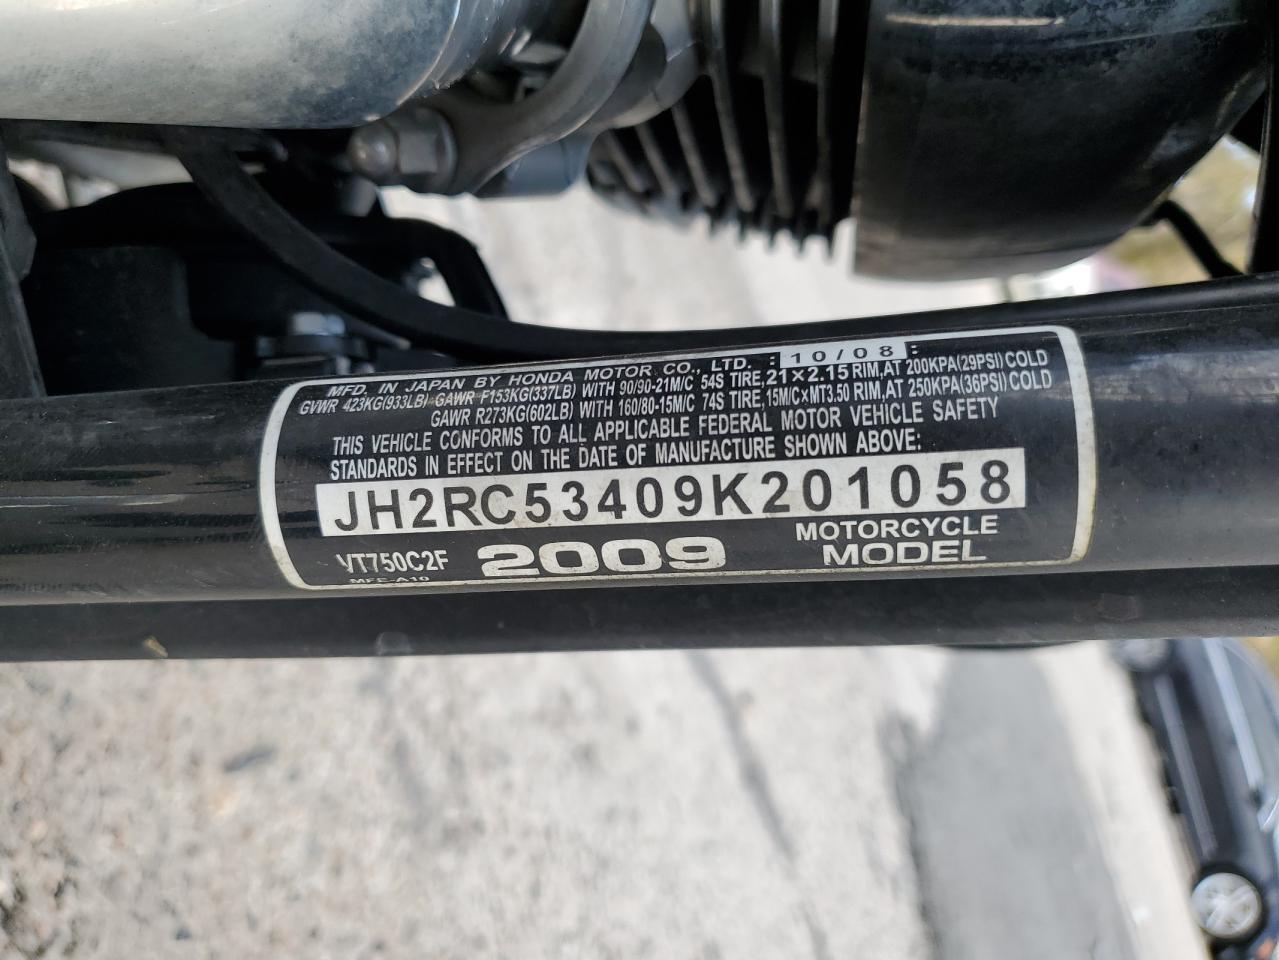 MFD. IN JAPAN BY HONDA MOTOR CO., LTD. : 10/08 :
GVWR 423KG(933LB) GAWR F153KG(337LB) WITH 90/90-21M/C 54S TIRE, 21×2.15 RIM, AT 200KPA(29PSI) COLD
GAWR R273KG(602LB) WITH 160/80-15M/C 74S TIRE, 15M/C×MT3.50 RIM, AT 250KPA(36PSI) COLD
THIS VEHICLE CONFORMS TO ALL APPLICABLE FEDERAL MOTOR VEHICLE SAFETY
STANDARDS IN EFFECT ON THE DATE OF MANUFACTURE SHOWN ABOVE:
JH2RC53409K201058
VT750C2F 2009 MOTORCYCLE
MODEL
MFE-A10